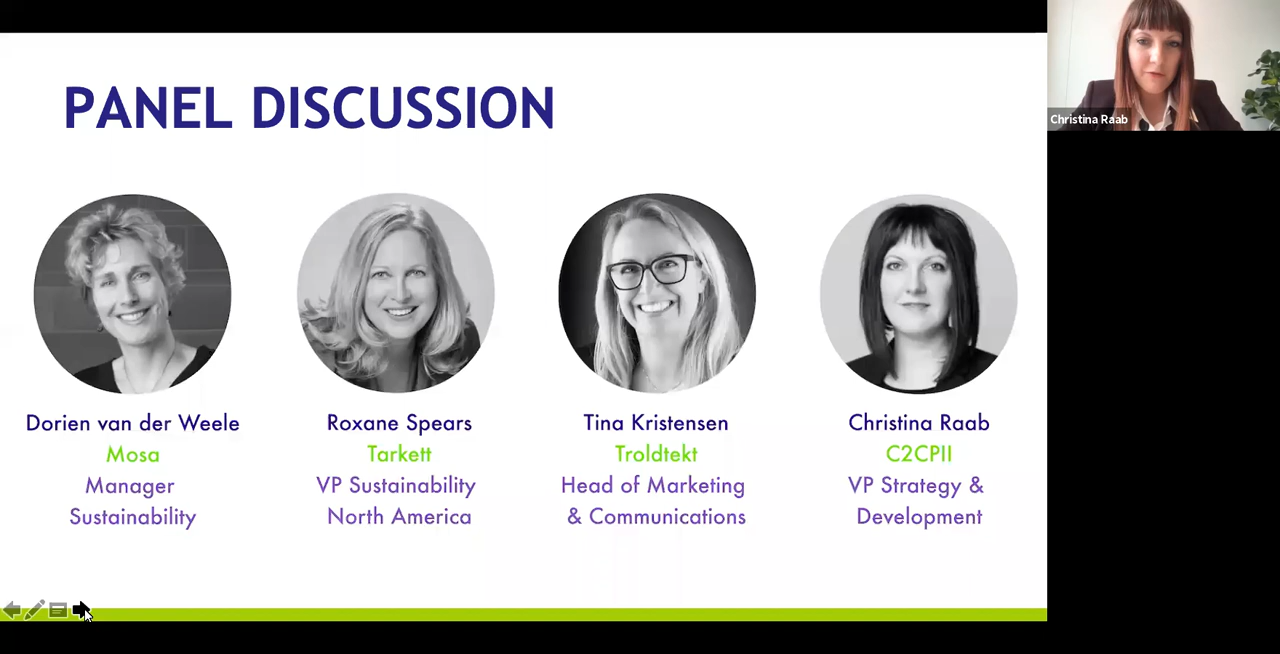 PANEL DISCUSSION
Christina Raab
Dorien van der Weele
Mosa
Manager
Sustainability
Roxane Spears
Tarkett
VP Sustainability
North America
Tina Kristensen
Troldtekt
Head of Marketing
& Communications
Christina Raab
C2CPII
VP Strategy &
Development